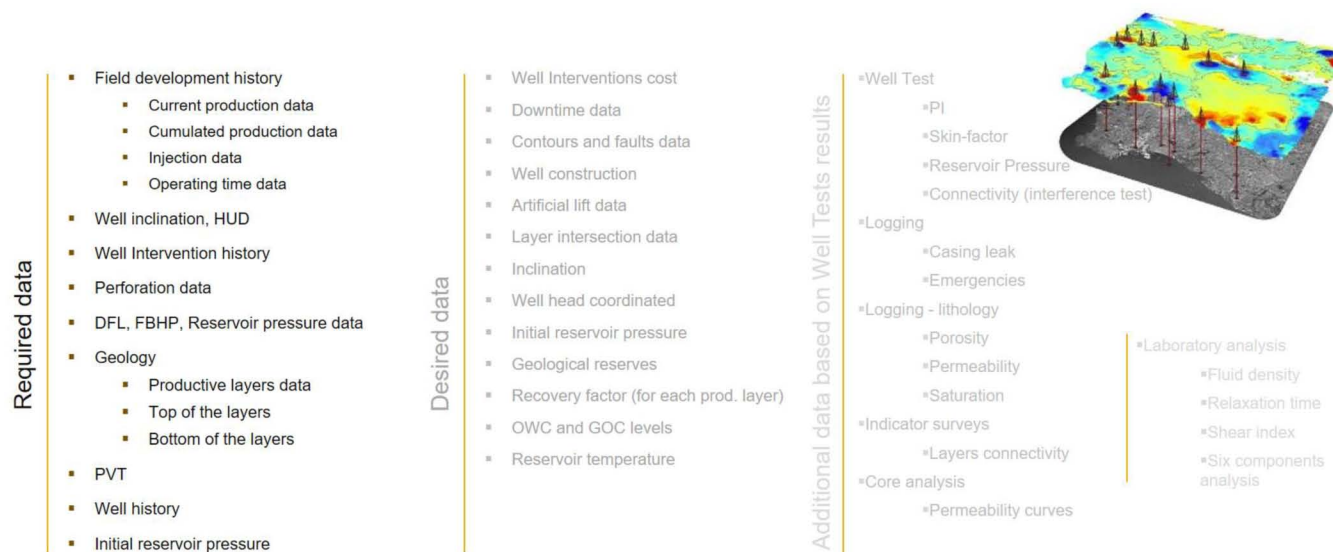 Required data
Field development history
Current production data
Cumulated production data
Injection data
Operating time data
Well inclination, HUD
Well Intervention history
Perforation data
DFL, FBHP, Reservoir pressure data
Geology
Productive layers data
Top of the layers
Bottom of the layers
PVT
Well history
Initial reservoir pressure
Desired data
Well Interventions cost
Downtime data
Contours and faults data
Well construction
Artificial lift data
Layer intersection data
Inclination
Well head coordinated
Initial reservoir pressure
Geological reserves
Recovery factor (for each prod. layer)
OWC and GOC levels
Reservoir temperature
Additional data based on Well Tests results
Well Test
PI
Skin-factor
Reservoir Pressure
Connectivity (interference test)
Logging
Casing leak
Emergencies
Logging - lithology
Porosity
Permeability
Saturation
Indicator surveys
Layers connectivity
Core analysis
Permeability curves
Laboratory analysis
Fluid density
Relaxation time
Shear index
Six components
analysis